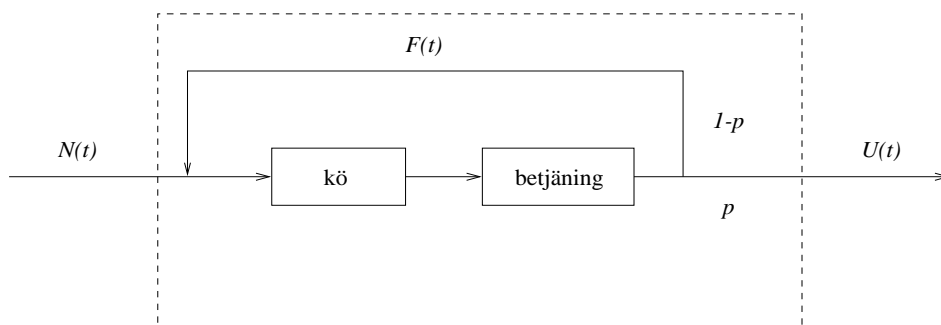 F(t)
1-p
N(t)
U(t)
kö
betjäning
p